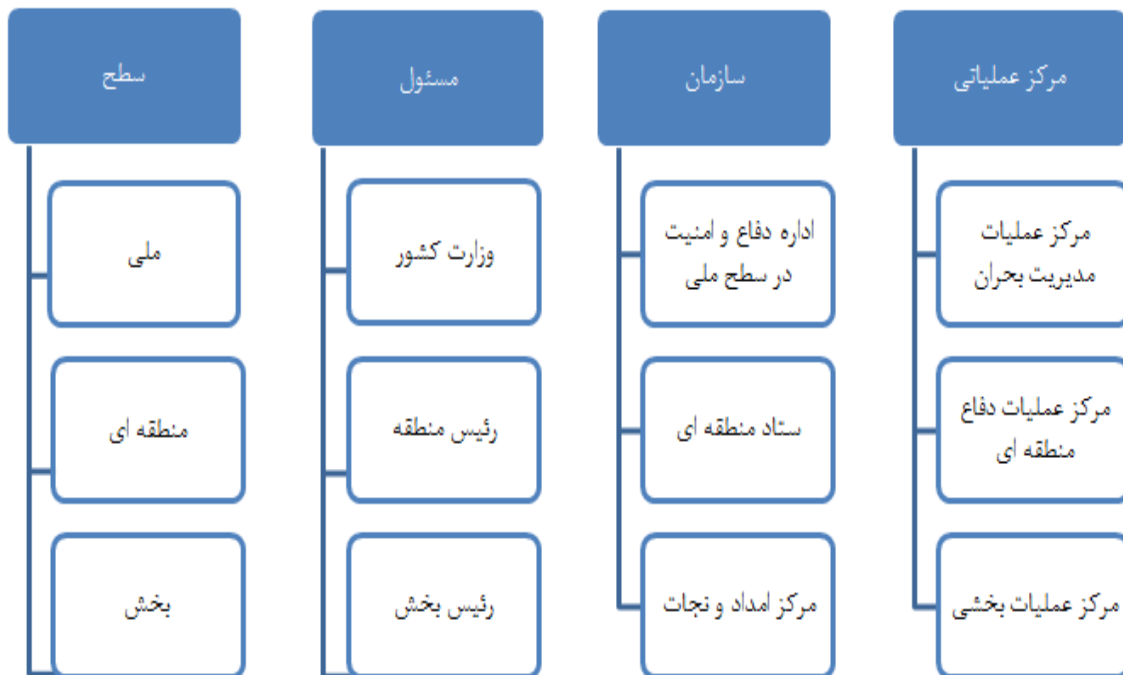 مرکز عملیاتی
سازمان
مسئول
سطح
مرکز عملیات
مدیریت بحران
اداره دفاع و امنیت
در سطح ملی
وزارت کشور
ملی
مرکز عملیات دفاع
منطقه ای
ستاد منطقه ای
رئیس منطقه
منطقه ای
مرکز عملیات بخشی
مرکز امداد و نجات
رئیس بخش
بخش